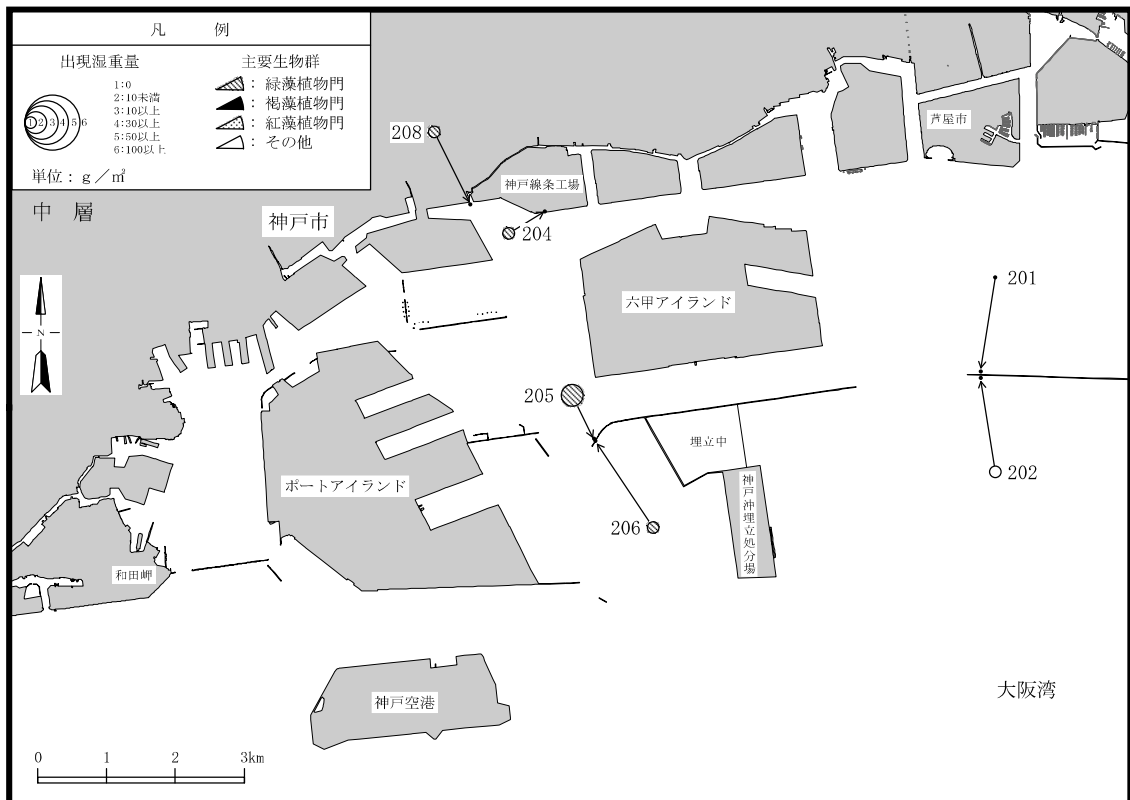 凡 例
出現湿重量
1:0
2:10未満
3:10以上
4:30以上
5:50以上
6:100以上
1 2 3 4 5 6
単位：g／㎡
主要生物群
：緑藻植物門
：褐藻植物門
：紅藻植物門
：その他
中 層
N
208
神戸線条工場
204
神戸市
芦屋市
六甲アイランド
201
205
埋立中
202
ポートアイランド
神戸沖埋立処分場
206
和田岬
神戸空港
大阪湾
0 1 2 3km